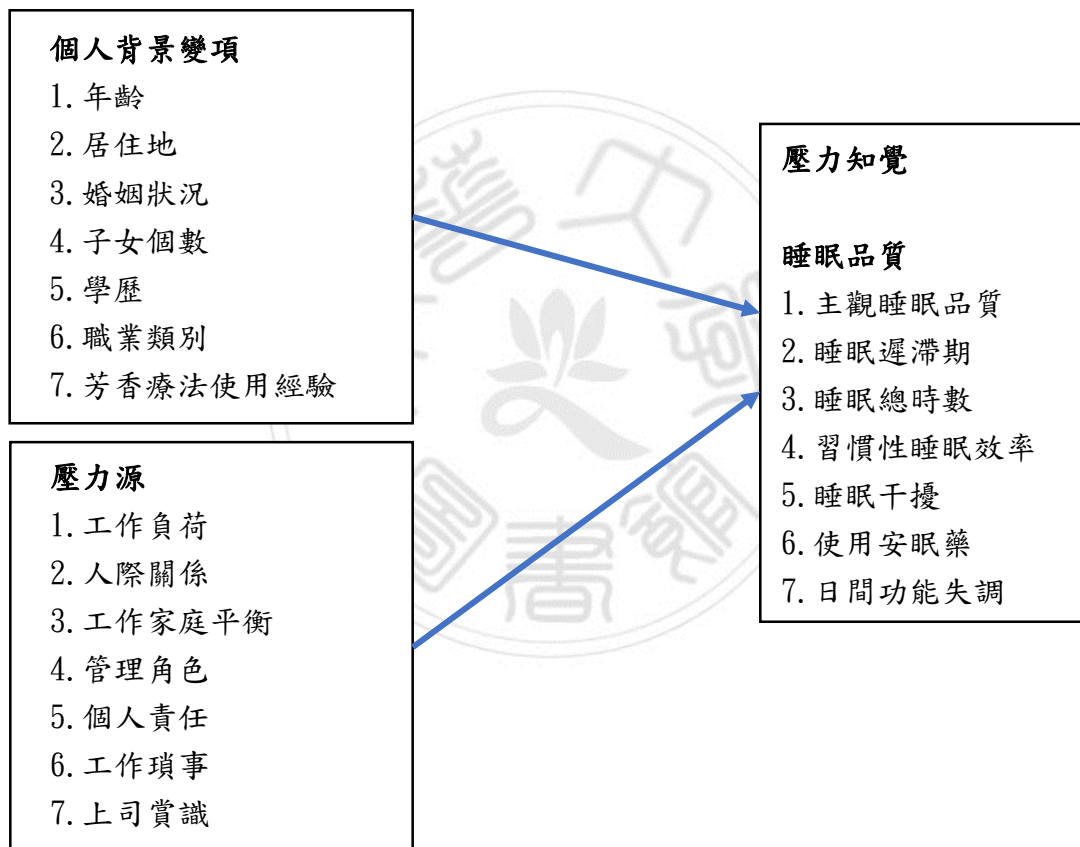 個人背景變項
1.年齡
2.居住地
3.婚姻狀況
4.子女個數
5.學歷
6.職業類別
7.芳香療法使用經驗
壓力源
1.工作負荷
2.人際關係
3.工作家庭平衡
4.管理角色
5.個人責任
6.工作瑣事
7.上司賞識
壓力知覺
睡眠品質
1.主觀睡眠品質
2.睡眠遲滯期
3.睡眠總時數
4.習慣性睡眠效率
5.睡眠干擾
6.使用安眠藥
7.日間功能失調